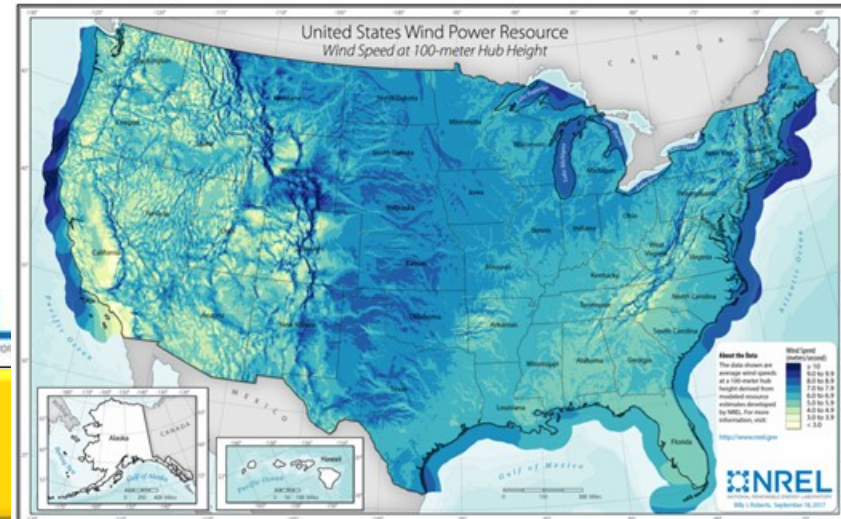 United States Wind Power Resource
Wind Speed at 100-meter Hub Height
CANADA
Washington
Montana
North Dakota
Minnesota
Maine
Oregon
Idaho
South Dakota
Wisconsin
Lake Michigan
Michigan
New York
Wyoming
Iowa
Pennsylvania
Nebraska
Nevada
Utah
Illinois
Indiana
Ohio
West
Virginia
Virginia
California
Colorado
Kansas
Missouri
Kentucky
North Carolina
Tennessee
Arizona
New Mexico
Oklahoma
Arkansas
South Carolina
Mississippi
Alabama
Georgia
Texas
Louisiana
Florida
Pacific Ocean
Atlantic Ocean
MEXICO
Gulf of Mexico
About the Data
The data shown are
average wind speeds
at a 100 meter hub
height derived from
modeled resource
estimates developed
by NREL. For more
information, visit:
http://www.nrel.gov
Wind Speed
(meters/second)
≥ 10
9.0 to 9.9
8.0 to 8.9
7.0 to 7.9
6.0 to 6.9
5.0 to 5.9
4.0 to 4.9
3.0 to 3.9
< 3.0
Alaska
CANADA
Gulf of Alaska
Hawaii
Pacific Ocean
NREL
NATIONAL RENEWABLE ENERGY LABORATORY
Billy J. Roberts, September 18, 2017